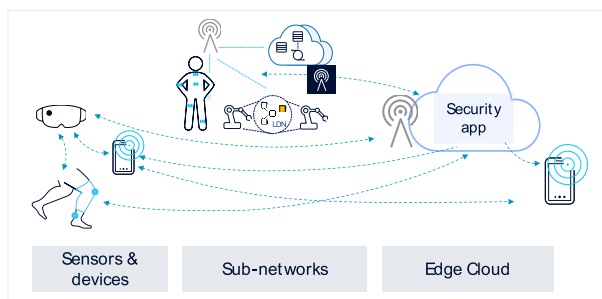 Security
app
LDN
Sensors &
devices
Sub-networks
Edge Cloud